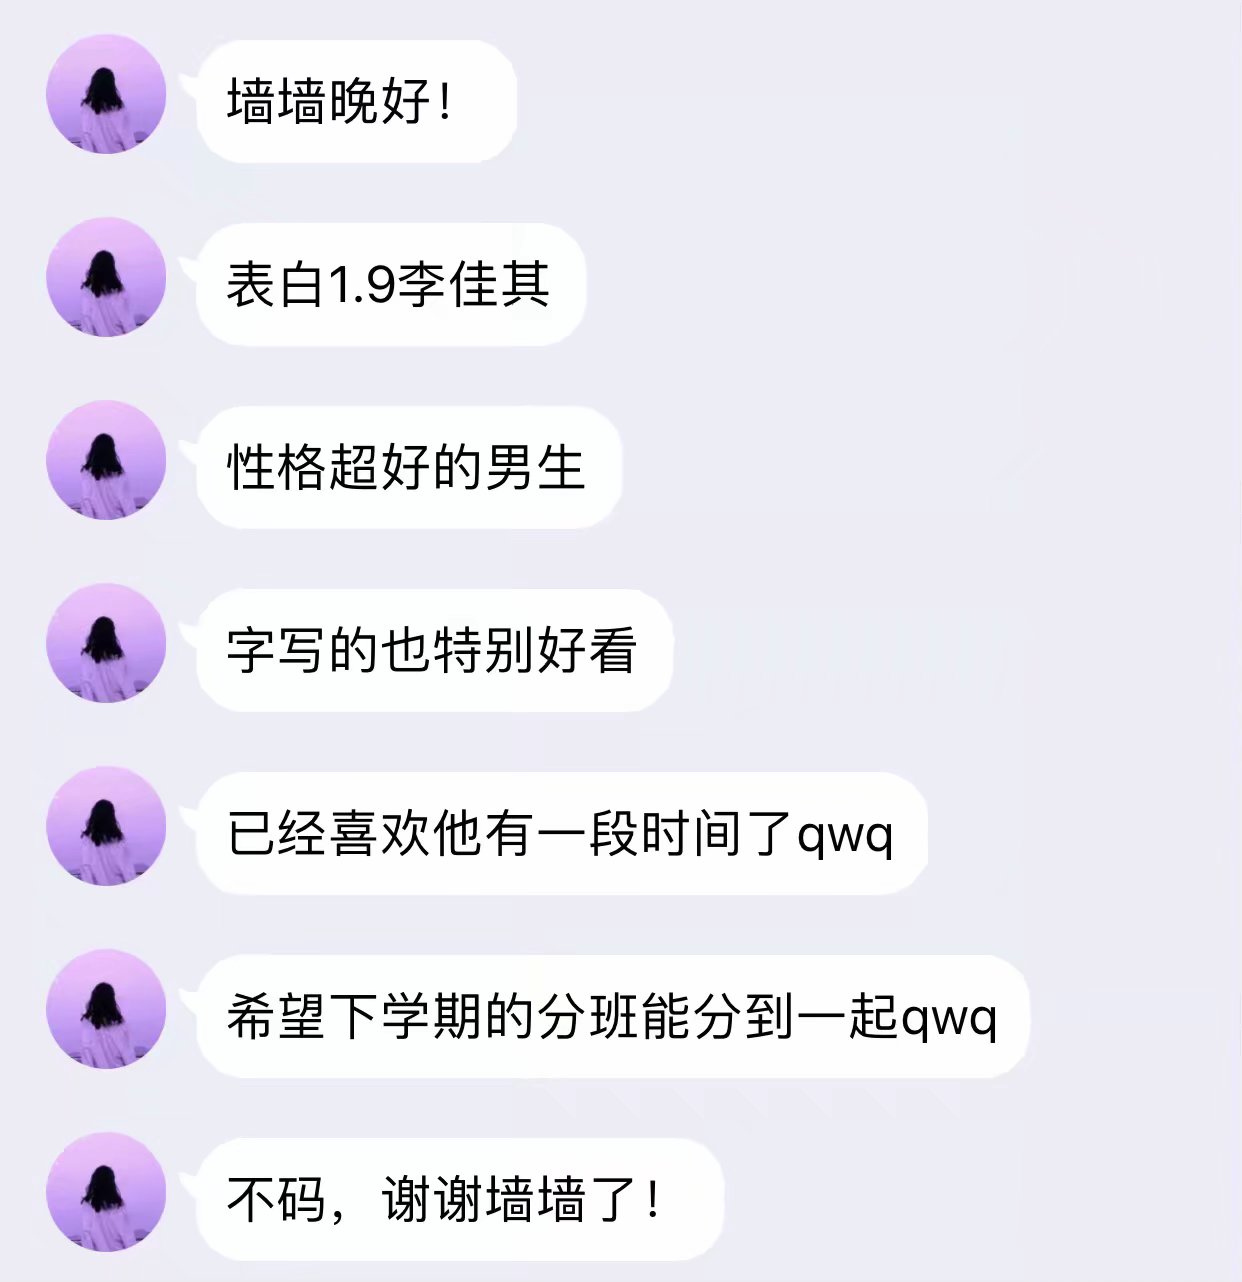 墙墙晚好！
表白1.9李佳其
性格超好的男生
字写的也特别好看
已经喜欢他有一段时间了qwq
希望下学期的分班能分到一起qwq
不码，谢谢墙墙了！